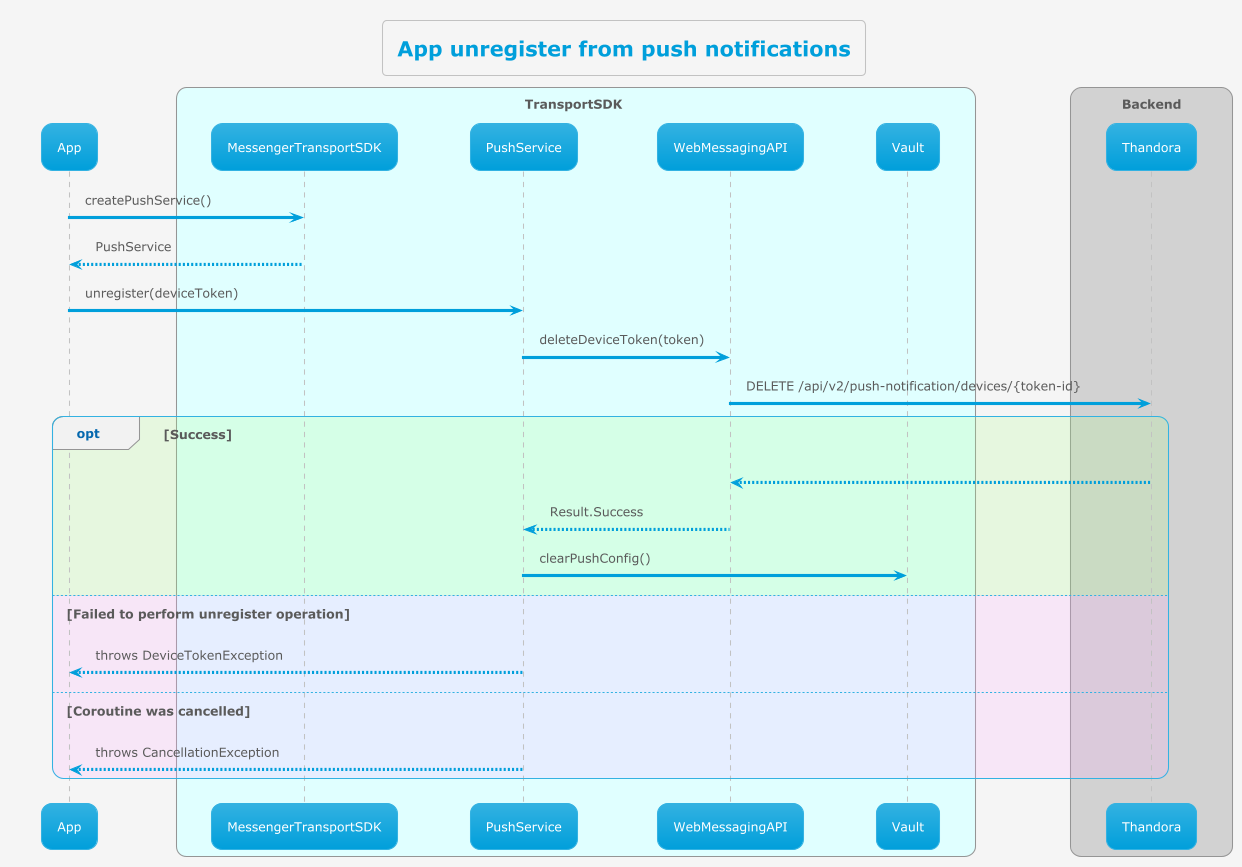 App unregister from push notifications
TransportSDK
Backend
App
MessengerTransportSDK
PushService
WebMessagingAPI
Vault
Thandora
createPushService()
PushService
unregister(deviceToken)
deleteDeviceToken(token)
DELETE /api/v2/push-notification/devices/{token-id}
opt
[Success]
Result.Success
clearPushConfig()
[Failed to perform unregister operation]
throws DeviceTokenException
[Coroutine was cancelled]
throws CancellationException
App
MessengerTransportSDK
PushService
WebMessagingAPI
Vault
Thandora